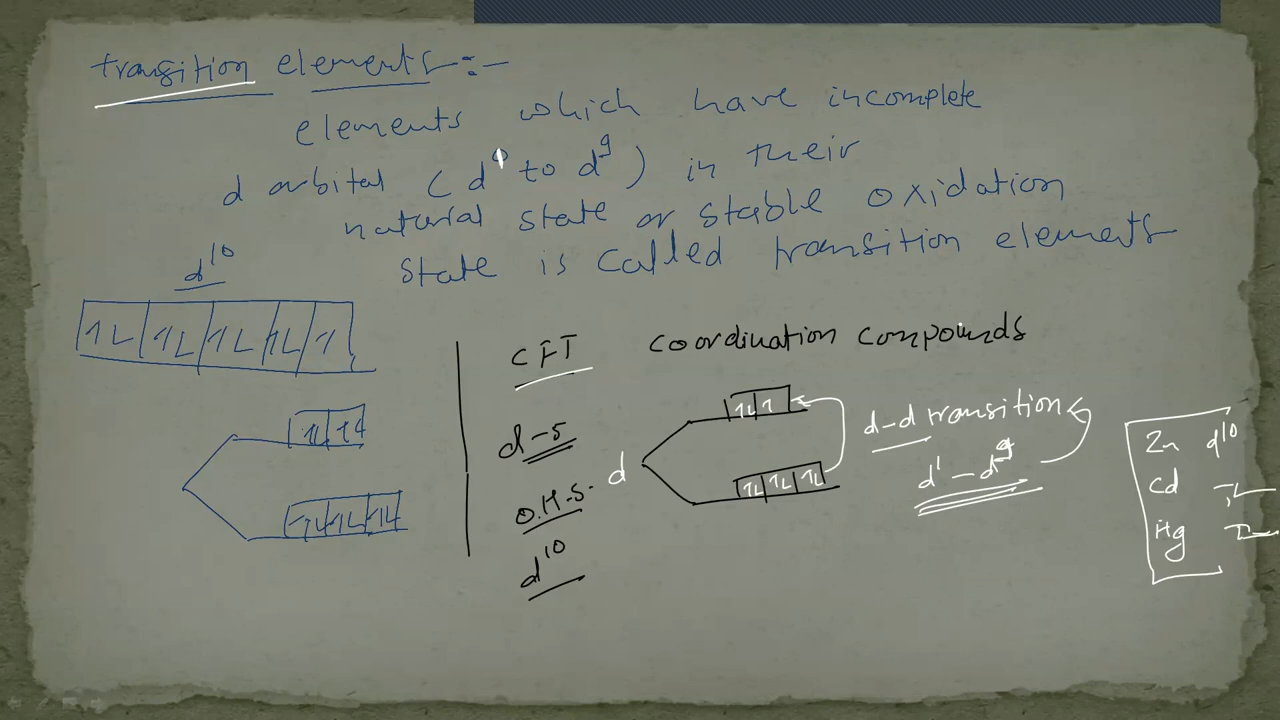 transition elements :-
elements which have incomplete
d orbital (d⁰ to d⁹) in their
natural state or stable oxidation
state is called transition elements
d¹⁰
CFT coordination compounds
d-s
O.H.S.
d¹⁰
d
d-d transition
d¹ - d⁹
Zn d¹⁰
Cd
Hg